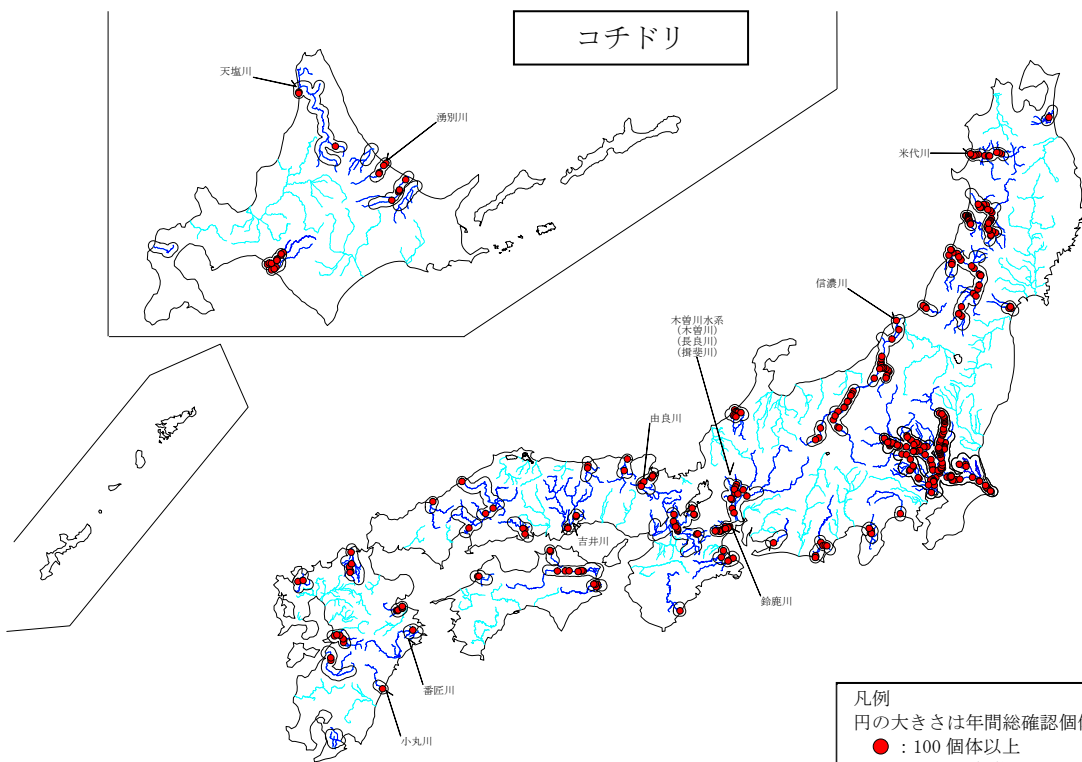 コチドリ
天塩川
湧別川
米代川
信濃川
木曽川水系
(木曽川)
(長良川)
(揖斐川)
由良川
吉井川
鈴鹿川
番匠川
小丸川
凡例
円の大きさは年間総確認個
：100 個体以上